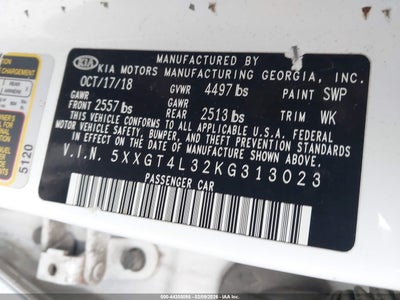 MANUFACTURED BY
KIA KIA MOTORS MANUFACTURING GEORGIA, INC.
OCT/17/18 GVWR 4497 lbs PAINT SWP
GAWR FRONT 2557 lbs GAWR REAR 2513 lbs TRIM WK
THIS VEHICLE CONFORMS TO ALL APPLICABLE FEDERAL
MOTOR VEHICLE SAFETY, BUMPER, AND THEFT PREVENTION STANDARDS
IN EFFECT ON THE DATE OF MANUFACTURE SHOWN ABOVE.
V.I.N. 5XXGT4L32KG313023
PASSENGER CAR
CHARGEMENT
5120